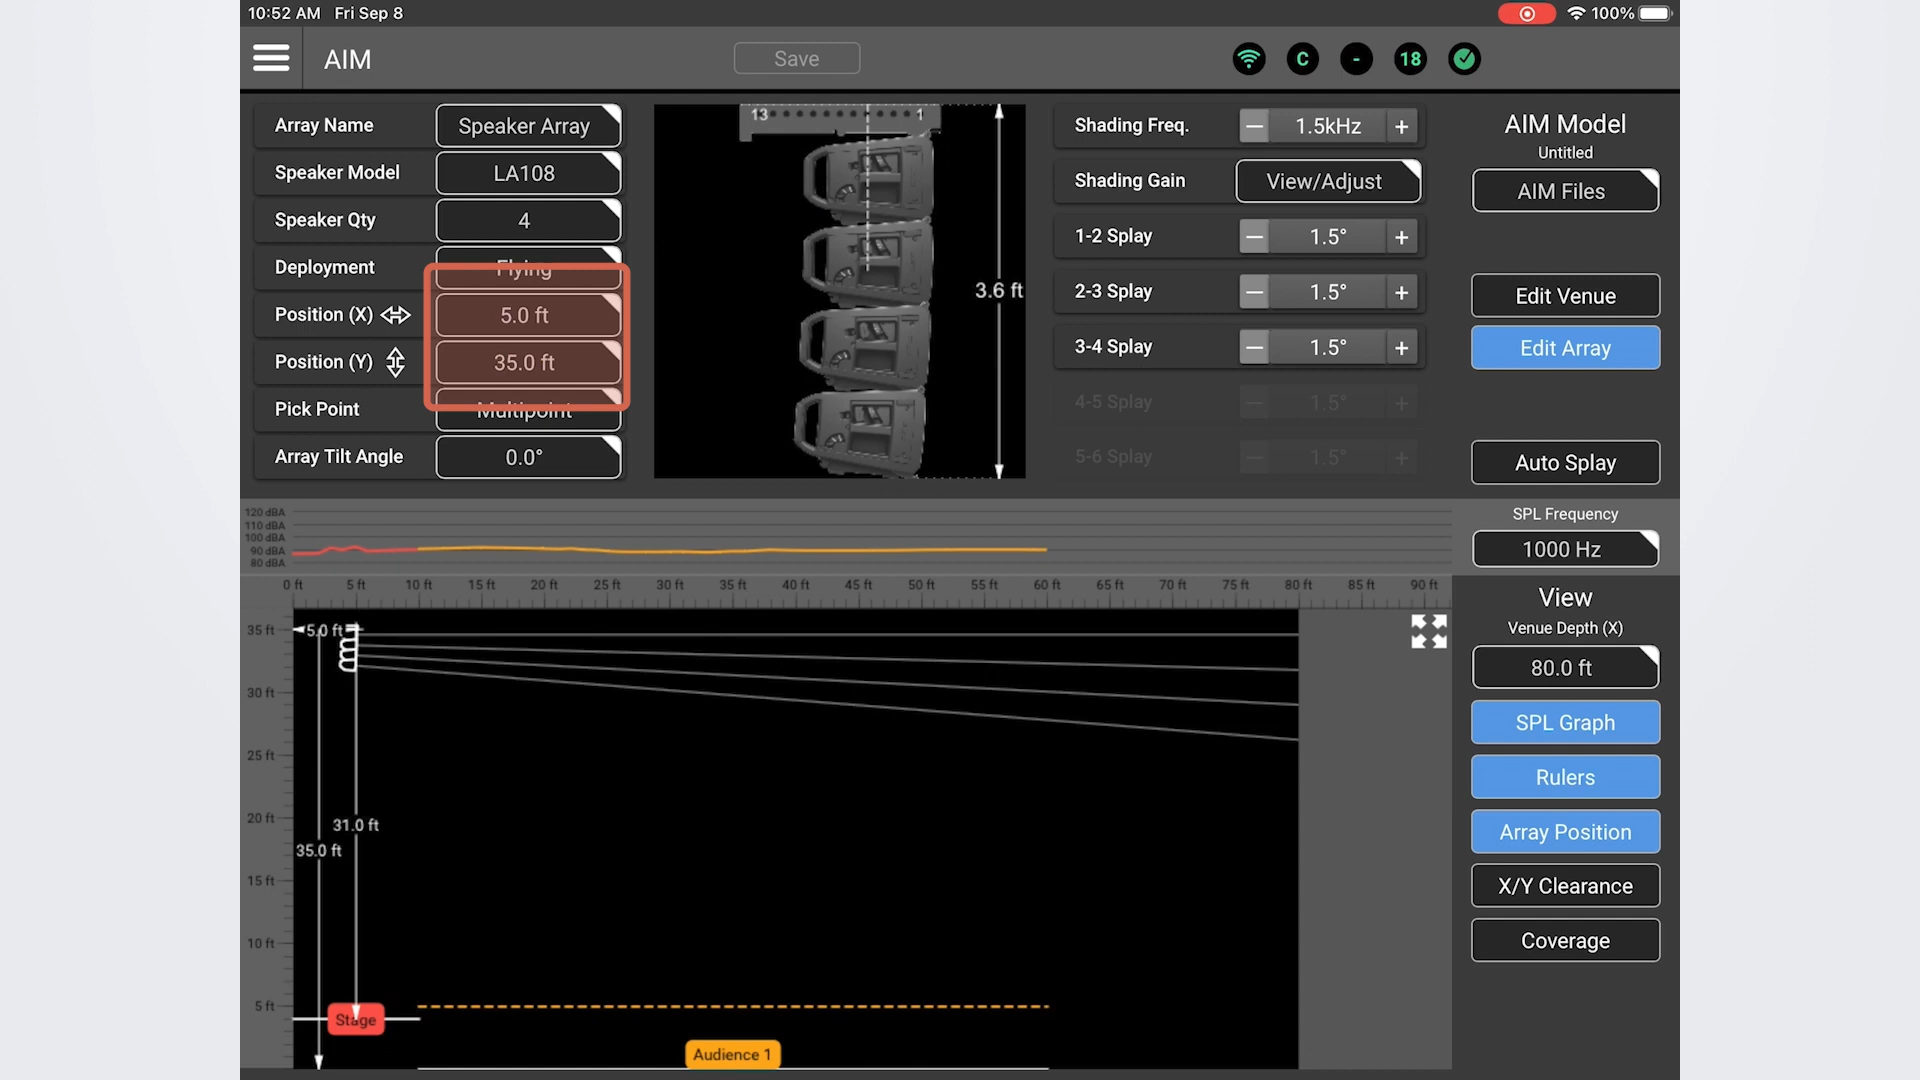 10:52 AM Fri Sep 8
100%
AIM
Save
C
-
18
Array Name
Speaker Array
Speaker Model
LA108
Speaker Qty
4
Deployment
Flying
Position (X)
5.0 ft
Position (Y)
35.0 ft
Pick Point
Multipoint
Array Tilt Angle
0.0°
13
1
3.6 ft
Shading Freq.
1.5kHz
Shading Gain
View/Adjust
1-2 Splay
1.5°
2-3 Splay
1.5°
3-4 Splay
1.5°
4-5 Splay
1.5°
5-6 Splay
1.5°
AIM Model
Untitled
AIM Files
Edit Venue
Edit Array
Auto Splay
120 dBA
110 dBA
100 dBA
90 dBA
80 dBA
SPL Frequency
1000 Hz
0 ft 5 ft 10 ft 15 ft 20 ft 25 ft 30 ft 35 ft 40 ft 45 ft 50 ft 55 ft 60 ft 65 ft 70 ft 75 ft 80 ft 85 ft 90 ft
35 ft
30 ft
25 ft
20 ft
15 ft
10 ft
5 ft
5.0 ft
31.0 ft
35.0 ft
Stage
Audience 1
View
Venue Depth (X)
80.0 ft
SPL Graph
Rulers
Array Position
X/Y Clearance
Coverage